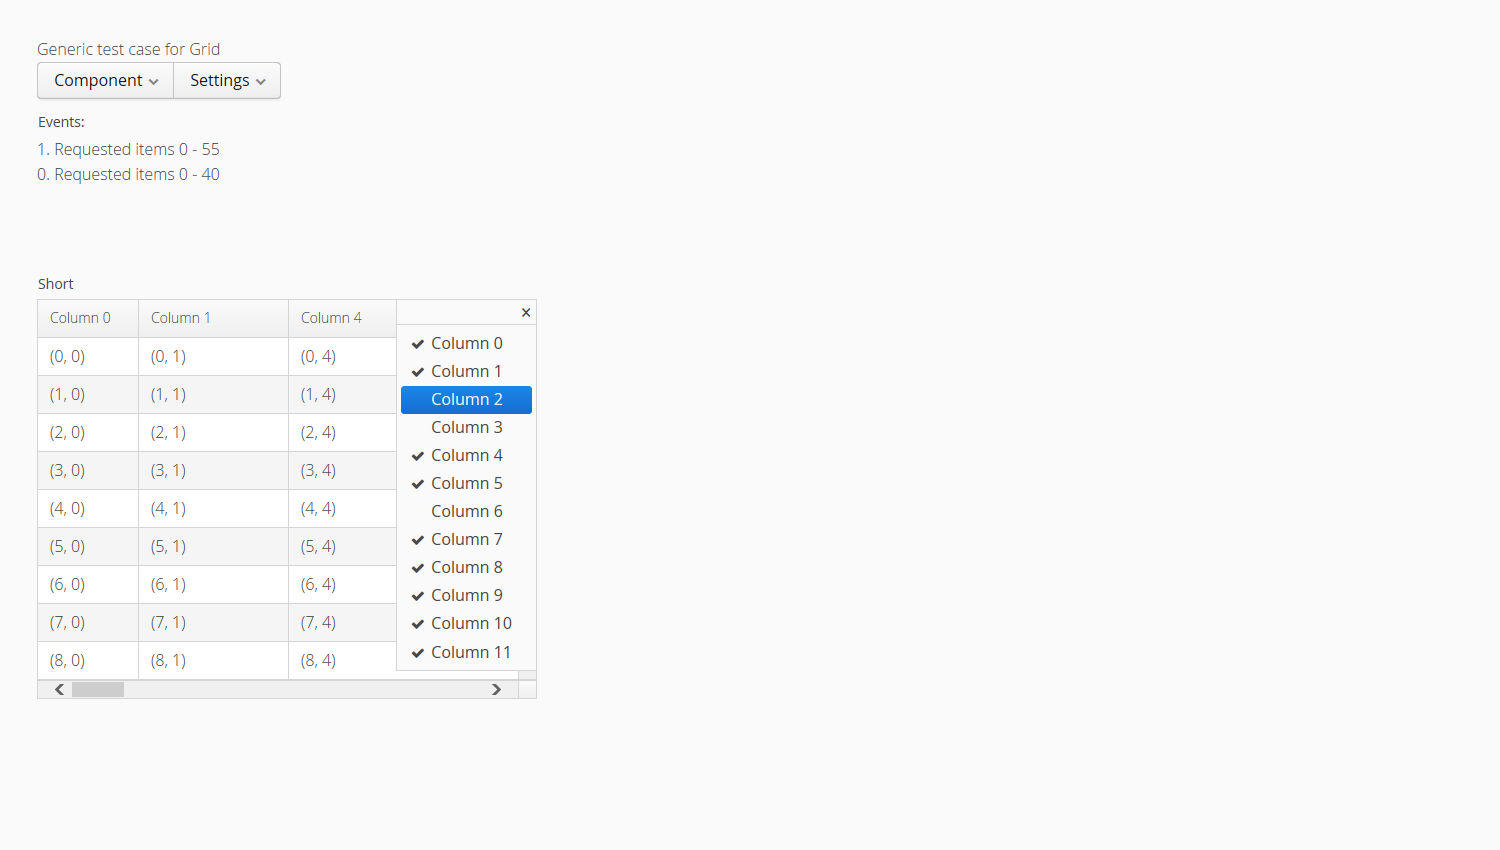 Generic test case for Grid
Component Settings
Events:
1. Requested items 0 - 55
0. Requested items 0 - 40
Short
Column 0 Column 1 Column 4
(0, 0) (0, 1) (0, 4)
(1, 0) (1, 1) (1, 4)
(2, 0) (2, 1) (2, 4)
(3, 0) (3, 1) (3, 4)
(4, 0) (4, 1) (4, 4)
(5, 0) (5, 1) (5, 4)
(6, 0) (6, 1) (6, 4)
(7, 0) (7, 1) (7, 4)
(8, 0) (8, 1) (8, 4)
Column 0
Column 1
Column 2
Column 3
Column 4
Column 5
Column 6
Column 7
Column 8
Column 9
Column 10
Column 11